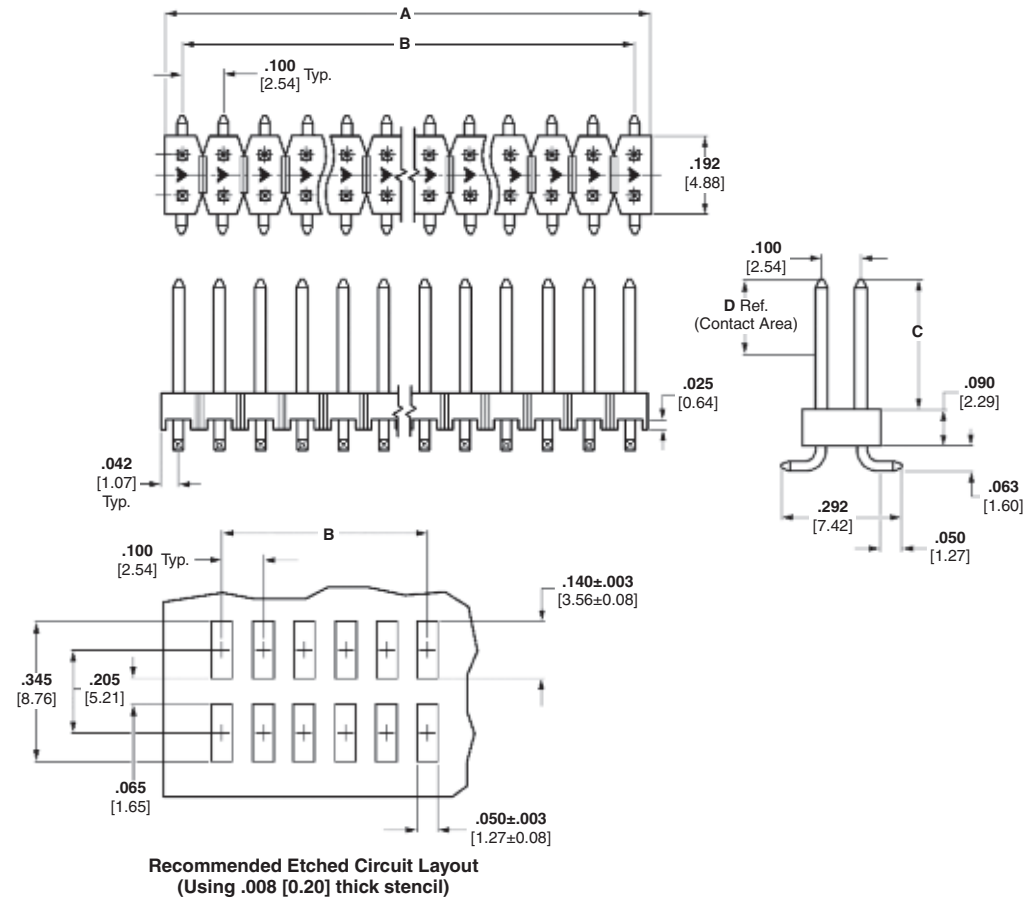 A
B
.100 Typ.
[2.54]
.192
[4.88]
.100
[2.54]
D Ref.
(Contact Area)
C
.025
[0.64]
.090
[2.29]
.042
[1.07]
Typ.
.063
[1.60]
.292
[7.42]
.050
[1.27]
B
.100 Typ.
[2.54]
.140±.003
[3.56±0.08]
.345
[8.76]
.205
[5.21]
.065
[1.65]
.050±.003
[1.27±0.08]
Recommended Etched Circuit Layout
(Using .008 [0.20] thick stencil)